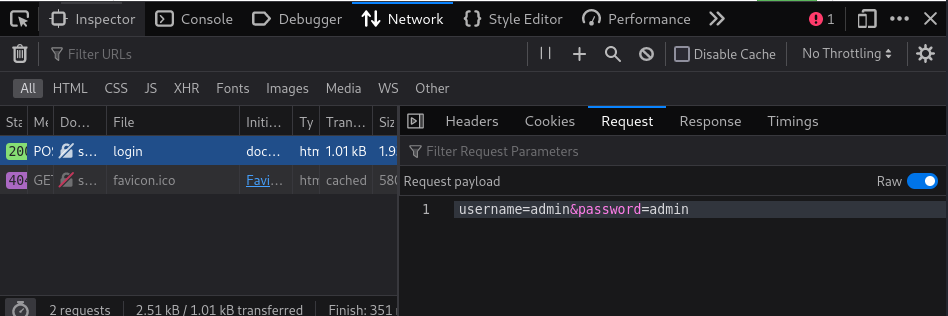 Inspector Console Debugger Network Style Editor Performance 1
Filter URLs Disable Cache No Throttling
All HTML CSS JS XHR Fonts Images Media WS Other
Sta Me Do... File Initi... Ty Tran... Siz
Headers Cookies Request Response Timings
200 POS s... login doc... htm 1.01 kB 1.9
Filter Request Parameters
404 GET s... favicon.ico Favi... htm cached 580
Request payload Raw
1 username=admin&password=admin
2 requests 2.51 kB / 1.01 kB transferred Finish: 351